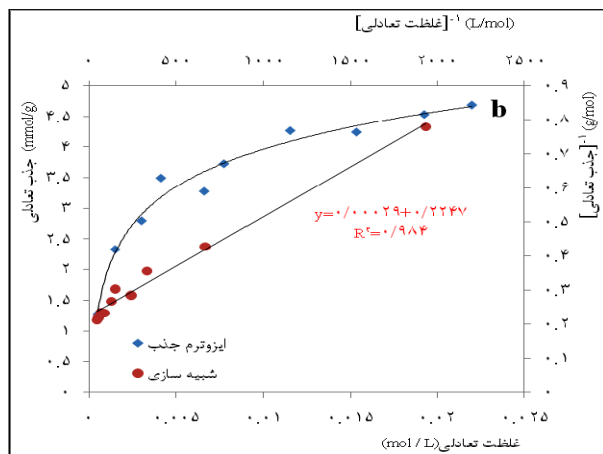 [غلظت تعادلی]⁻¹ (L/mol)
۰ ۵۰۰ ۱۰۰۰ ۱۵۰۰ ۲۰۰۰ ۲۵۰۰
b
جذب تعادلی (mmol/g)
۵
۴.۵
۴
۳.۵
۳
۲.۵
۲
۱.۵
۱
۰.۵
۰
[جذب تعادلی]⁻¹ (g/mol)
۰.۹
۰.۸
۰.۷
۰.۶
۰.۵
۰.۴
۰.۳
۰.۲
۰.۱
۰
y=۰/۰۰۰۲۹+۰/۲۲۴۷
R²=۰/۹۸۴
ایزوترم جذب
شبیه سازی
۰ ۰.۰۰۵ ۰.۰۱ ۰.۰۱۵ ۰.۰۲ ۰.۰۲۵
غلظت تعادلی(mol / L)